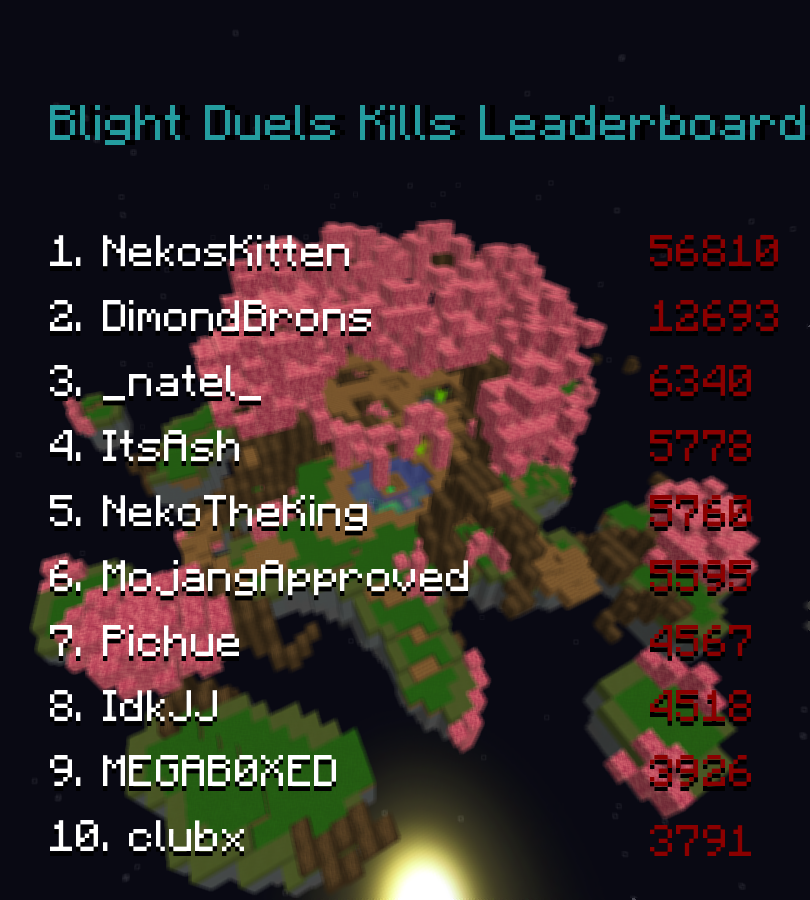 Blight Duels Kills Leaderboard
1. NekosKitten 56810
2. DimondBrons 12693
3. _natel_ 6340
4. ItsAsh 5778
5. NekoTheKing 5760
6. MojangApproved 5595
7. Pichue 4567
8. IdkJJ 4518
9. MEGAB0XED 3926
10. clubx 3791